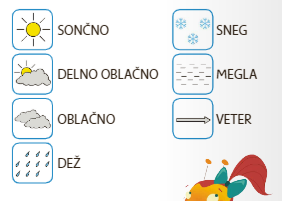 SONČNO
DELNO OBLAČNO
OBLAČNO
DEŽ
SNEG
MEGLA
VETER